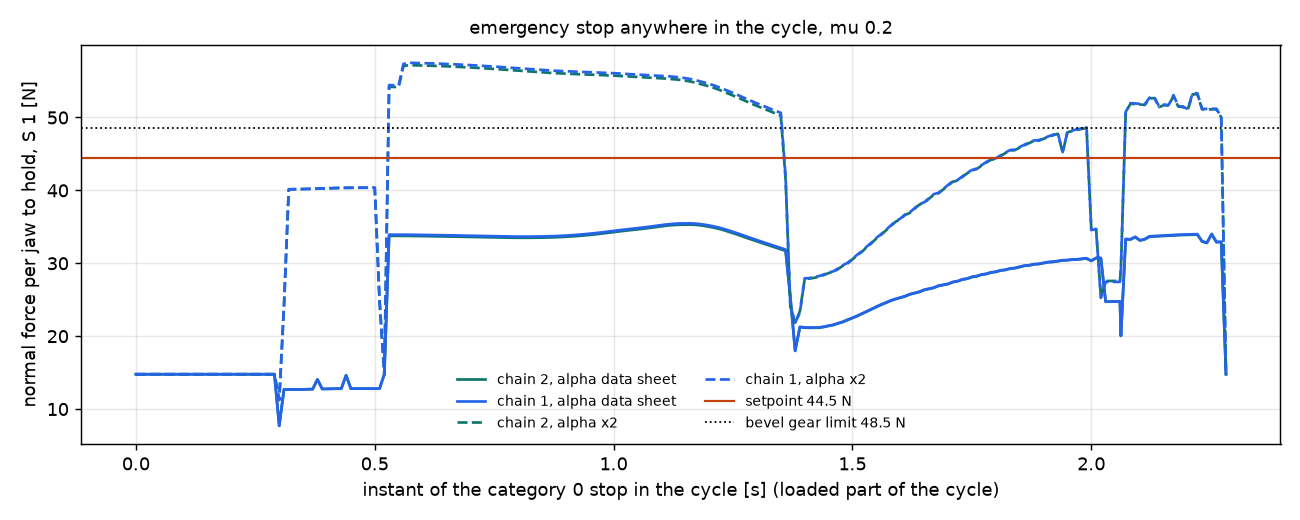 emergency stop anywhere in the cycle, mu 0.2
normal force per jaw to hold, S 1 [N]
50
40
30
20
10
chain 2, alpha data sheet
chain 1, alpha data sheet
chain 2, alpha x2
chain 1, alpha x2
setpoint 44.5 N
bevel gear limit 48.5 N
0.0 0.5 1.0 1.5 2.0
instant of the category 0 stop in the cycle [s] (loaded part of the cycle)